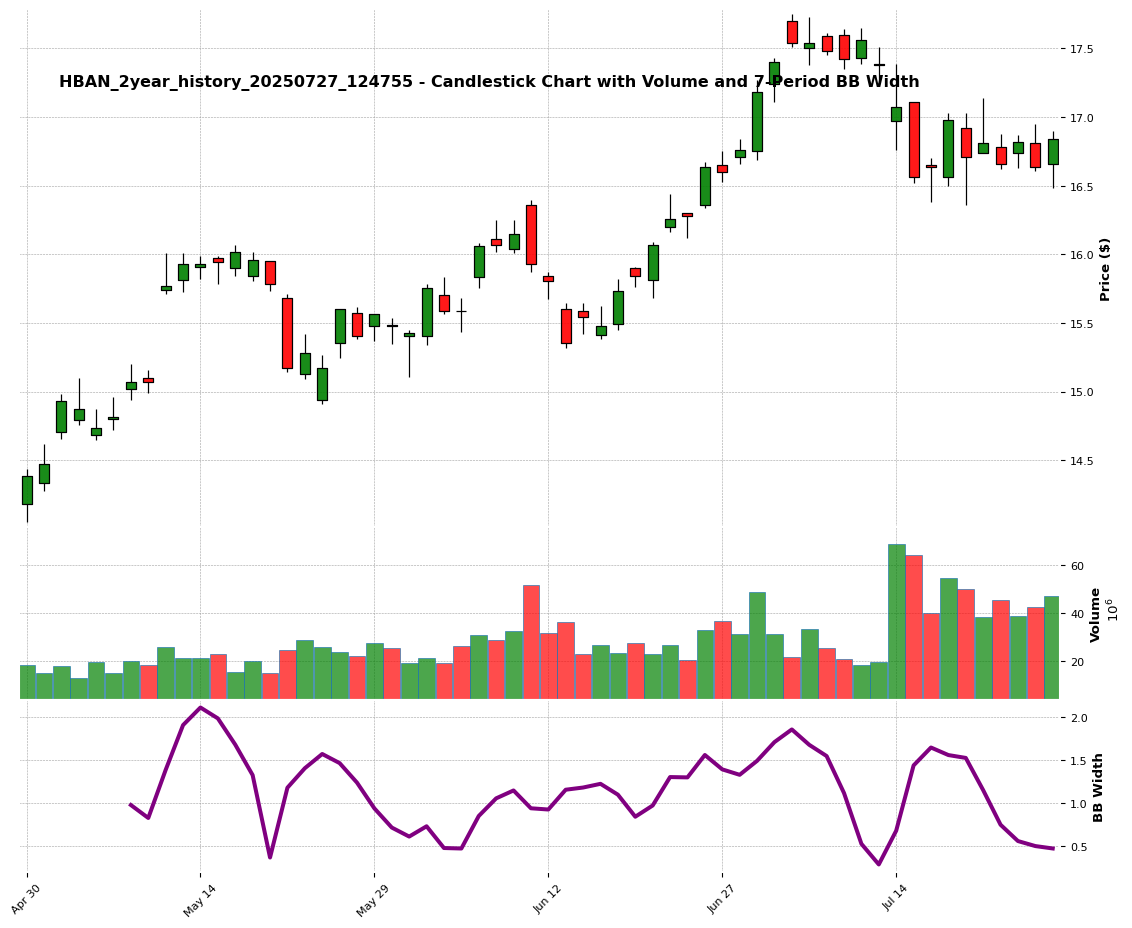 HBAN_2year_history_20250727_124755 - Candlestick Chart with Volume and 7-Period BB Width
17.5
17.0
16.5
16.0
15.5
15.0
14.5
Price ($)
60
40
20
Volume
10^6
2.0
1.5
1.0
0.5
BB Width
Apr 30
May 14
May 29
Jun 12
Jun 27
Jul 14